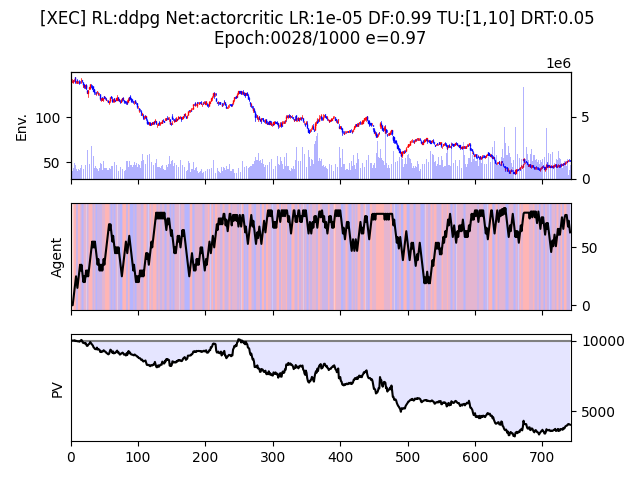 [XEC] RL:ddpg Net:actorcritic LR:1e-05 DF:0.99 TU:[1,10] DRT:0.05
Epoch:0028/1000 e=0.97
1e6
Env.
100
50
5
0
Agent
50
0
PV
10000
5000
0 100 200 300 400 500 600 700